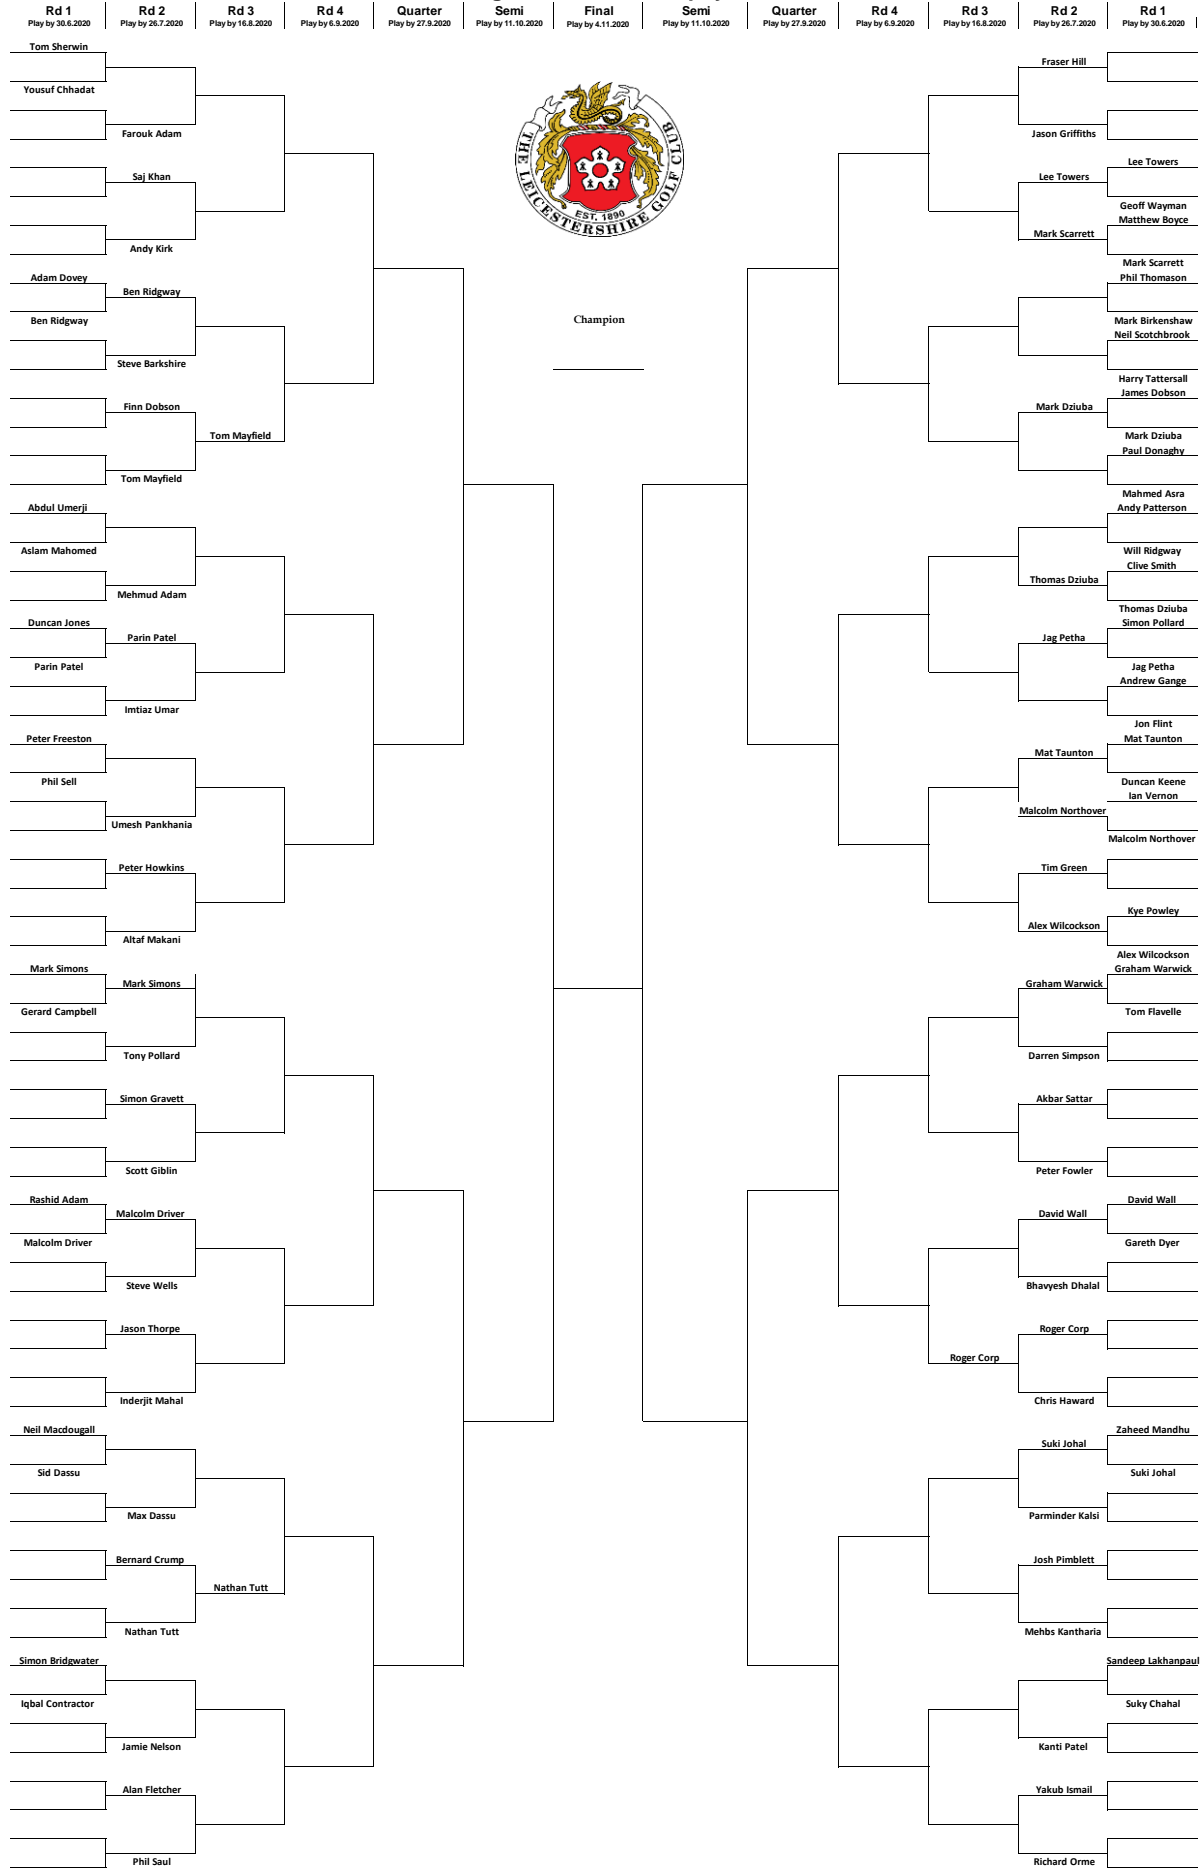 Rd 1 Rd 2 Rd 3 Rd 4 Quarter Semi Final Semi Quarter Rd 4 Rd 3 Rd 2 Rd 1
Play by 30.6.2020 Play by 26.7.2020 Play by 16.8.2020 Play by 6.9.2020 Play by 27.9.2020 Play by 11.10.2020 Play by 4.11.2020 Play by 11.10.2020 Play by 27.9.2020 Play by 6.9.2020 Play by 16.8.2020 Play by 26.7.2020 Play by 30.6.2020
Tom Sherwin
Fraser Hill
Yousuf Chhadat
THE LEICESTERSHIRE GOLF CLUB
EST. 1890
Farouk Adam Jason Griffiths
Lee Towers
Saj Khan Lee Towers
Geoff Wayman
Matthew Boyce
Mark Scarrett
Andy Kirk
Mark Scarrett
Adam Dovey Phil Thomason
Ben Ridgway
Ben Ridgway Champion Mark Birkenshaw
Neil Scotchbrook
Steve Barkshire
Harry Tattersall
James Dobson
Finn Dobson Mark Dziuba
Tom Mayfield Mark Dziuba
Paul Donaghy
Tom Mayfield
Mahmed Asra
Abdul Umerji Andy Patterson
Aslam Mahomed Will Ridgway
Clive Smith
Thomas Dziuba
Mehmud Adam
Thomas Dziuba
Duncan Jones Simon Pollard
Parin Patel Jag Petha
Parin Patel Jag Petha
Andrew Gange
Imtiaz Umar
Jon Flint
Peter Freeston Mat Taunton
Mat Taunton
Phil Sell Duncan Keene
Ian Vernon
Malcolm Northover
Umesh Pankhania
Malcolm Northover
Peter Howkins Tim Green
Kye Powley
Alex Wilcockson
Altaf Makani
Alex Wilcockson
Mark Simons Graham Warwick
Mark Simons Graham Warwick
Gerard Campbell Tom Flavelle
Tony Pollard Darren Simpson
Simon Gravett Akbar Sattar
Scott Giblin Peter Fowler
Rashid Adam David Wall
Malcolm Driver David Wall
Malcolm Driver Gareth Dyer
Steve Wells Bhavyesh Dhalal
Jason Thorpe Roger Corp
Roger Corp
Inderjit Mahal Chris Haward
Neil Macdougall Zaheed Mandhu
Suki Johal
Sid Dassu Suki Johal
Max Dassu Parminder Kalsi
Bernard Crump Josh Pimblett
Nathan Tutt
Nathan Tutt Mehbs Kantharia
Simon Bridgwater Sandeep Lakhanpaul
Iqbal Contractor Suky Chahal
Jamie Nelson Kanti Patel
Alan Fletcher Yakub Ismail
Phil Saul Richard Orme